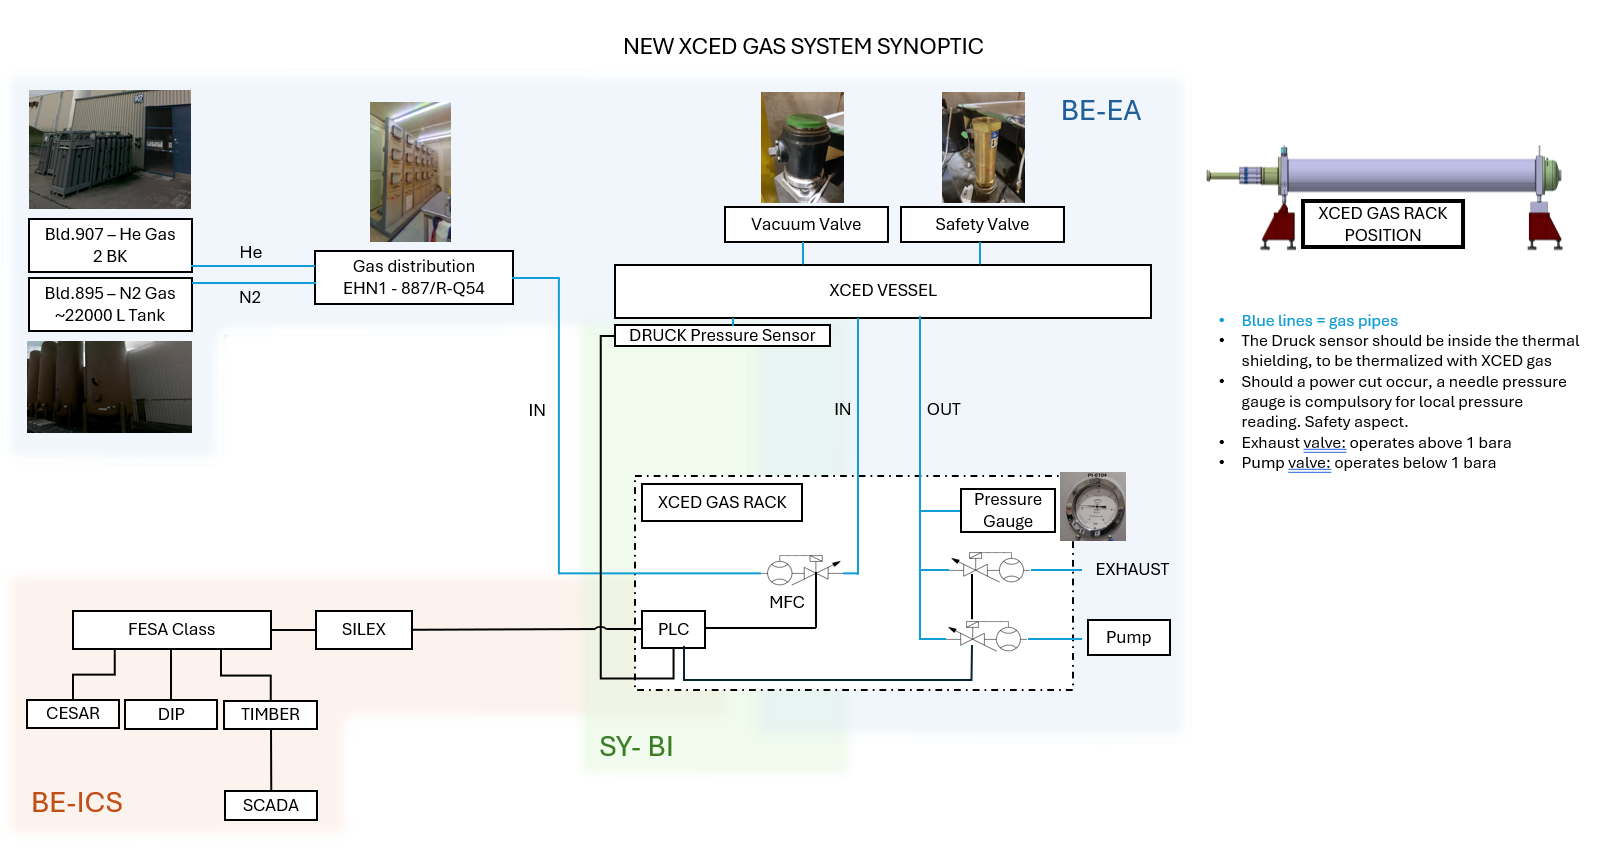 NEW XCED GAS SYSTEM SYNOPTIC
BE-EA
Bld.907 – He Gas
2 BK
He
Bld.895 – N2 Gas
~22000 L Tank
N2
Gas distribution
EHN1 - 887/R-Q54
Vacuum Valve
Safety Valve
XCED VESSEL
DRUCK Pressure Sensor
XCED GAS RACK
POSITION
• Blue lines = gas pipes
• The Druck sensor should be inside the thermal
shielding, to be thermalized with XCED gas
• Should a power cut occur, a needle pressure
gauge is compulsory for local pressure
reading. Safety aspect.
• Exhaust valve: operates above 1 bara
• Pump valve: operates below 1 bara
IN
IN
OUT
XCED GAS RACK
Pressure
Gauge
PI-6104
EXHAUST
MFC
PLC
Pump
FESA Class
SILEX
CESAR
DIP
TIMBER
SCADA
SY- BI
BE-ICS